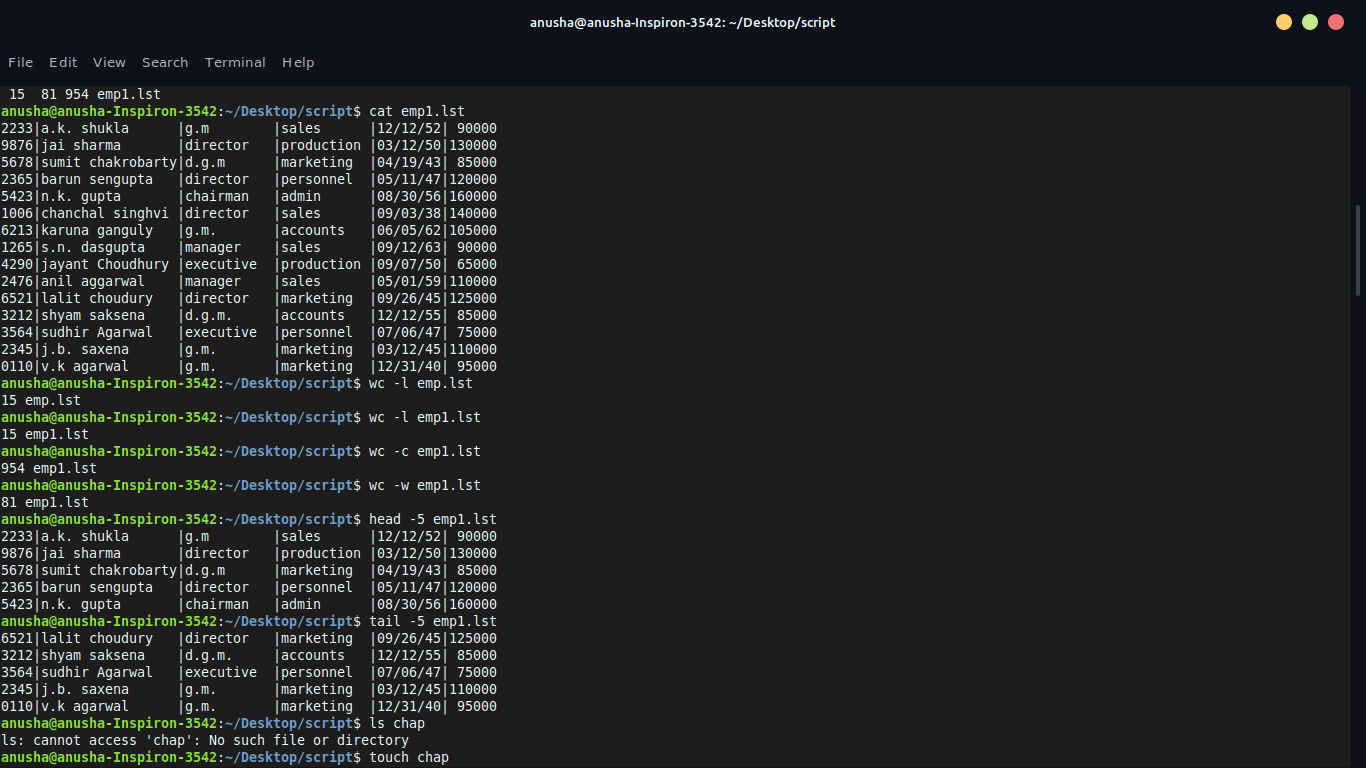 anusha@anusha-Inspiron-3542: ~/Desktop/script
File Edit View Search Terminal Help
 15  81 954 emp1.lst
anusha@anusha-Inspiron-3542:~/Desktop/script$ cat emp1.lst
2233|a.k. shukla      |g.m        |sales      |12/12/52| 90000
9876|jai sharma       |director   |production |03/12/50|130000
5678|sumit chakrobarty|d.g.m      |marketing  |04/19/43| 85000
2365|barun sengupta   |director   |personnel  |05/11/47|120000
5423|n.k. gupta       |chairman   |admin      |08/30/56|160000
1006|chanchal singhvi |director   |sales      |09/03/38|140000
6213|karuna ganguly   |g.m.       |accounts   |06/05/62|105000
1265|s.n. dasgupta    |manager    |sales      |09/12/63| 90000
4290|jayant Choudhury |executive  |production |09/07/50| 65000
2476|anil aggarwal    |manager    |sales      |05/01/59|110000
6521|lalit choudury   |director   |marketing  |09/26/45|125000
3212|shyam saksena    |d.g.m.     |accounts   |12/12/55| 85000
3564|sudhir Agarwal   |executive  |personnel  |07/06/47| 75000
2345|j.b. saxena      |g.m.       |marketing  |03/12/45|110000
0110|v.k agarwal      |g.m.       |marketing  |12/31/40| 95000
anusha@anusha-Inspiron-3542:~/Desktop/script$ wc -l emp.lst
15 emp.lst
anusha@anusha-Inspiron-3542:~/Desktop/script$ wc -l emp1.lst
15 emp1.lst
anusha@anusha-Inspiron-3542:~/Desktop/script$ wc -c emp1.lst
954 emp1.lst
anusha@anusha-Inspiron-3542:~/Desktop/script$ wc -w emp1.lst
81 emp1.lst
anusha@anusha-Inspiron-3542:~/Desktop/script$ head -5 emp1.lst
2233|a.k. shukla      |g.m        |sales      |12/12/52| 90000
9876|jai sharma       |director   |production |03/12/50|130000
5678|sumit chakrobarty|d.g.m      |marketing  |04/19/43| 85000
2365|barun sengupta   |director   |personnel  |05/11/47|120000
5423|n.k. gupta       |chairman   |admin      |08/30/56|160000
anusha@anusha-Inspiron-3542:~/Desktop/script$ tail -5 emp1.lst
6521|lalit choudury   |director   |marketing  |09/26/45|125000
3212|shyam saksena    |d.g.m.     |accounts   |12/12/55| 85000
3564|sudhir Agarwal   |executive  |personnel  |07/06/47| 75000
2345|j.b. saxena      |g.m.       |marketing  |03/12/45|110000
0110|v.k agarwal      |g.m.       |marketing  |12/31/40| 95000
anusha@anusha-Inspiron-3542:~/Desktop/script$ ls chap
ls: cannot access 'chap': No such file or directory
anusha@anusha-Inspiron-3542:~/Desktop/script$ touch chap